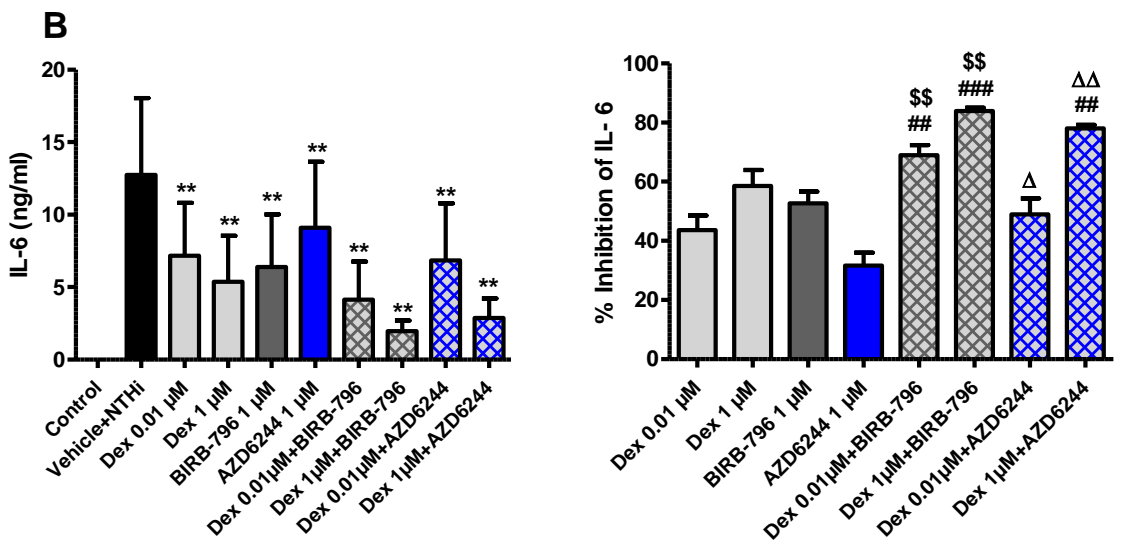 B
IL-6 (ng/ml)
20
15
10
5
0
**
**
**
**
**
**
**
**
Control
Vehicle+NTHi
Dex 0.01 µM
Dex 1 µM
BIRB-796 1 µM
AZD6244 1 µM
Dex 0.01µM+BIRB-796
Dex 1µM+BIRB-796
Dex 0.01µM+AZD6244
Dex 1µM+AZD6244
% Inhibition of IL- 6
100
80
60
40
20
0
$$
##
$$
###
Δ
ΔΔ
##
Dex 0.01 µM
Dex 1 µM
BIRB-796 1 µM
AZD6244 1 µM
Dex 0.01µM+BIRB-796
Dex 1µM+BIRB-796
Dex 0.01µM+AZD6244
Dex 1µM+AZD6244